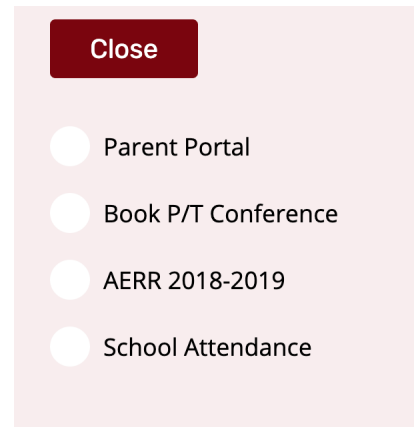 Close
Parent Portal
Book P/T Conference
AERR 2018-2019
School Attendance